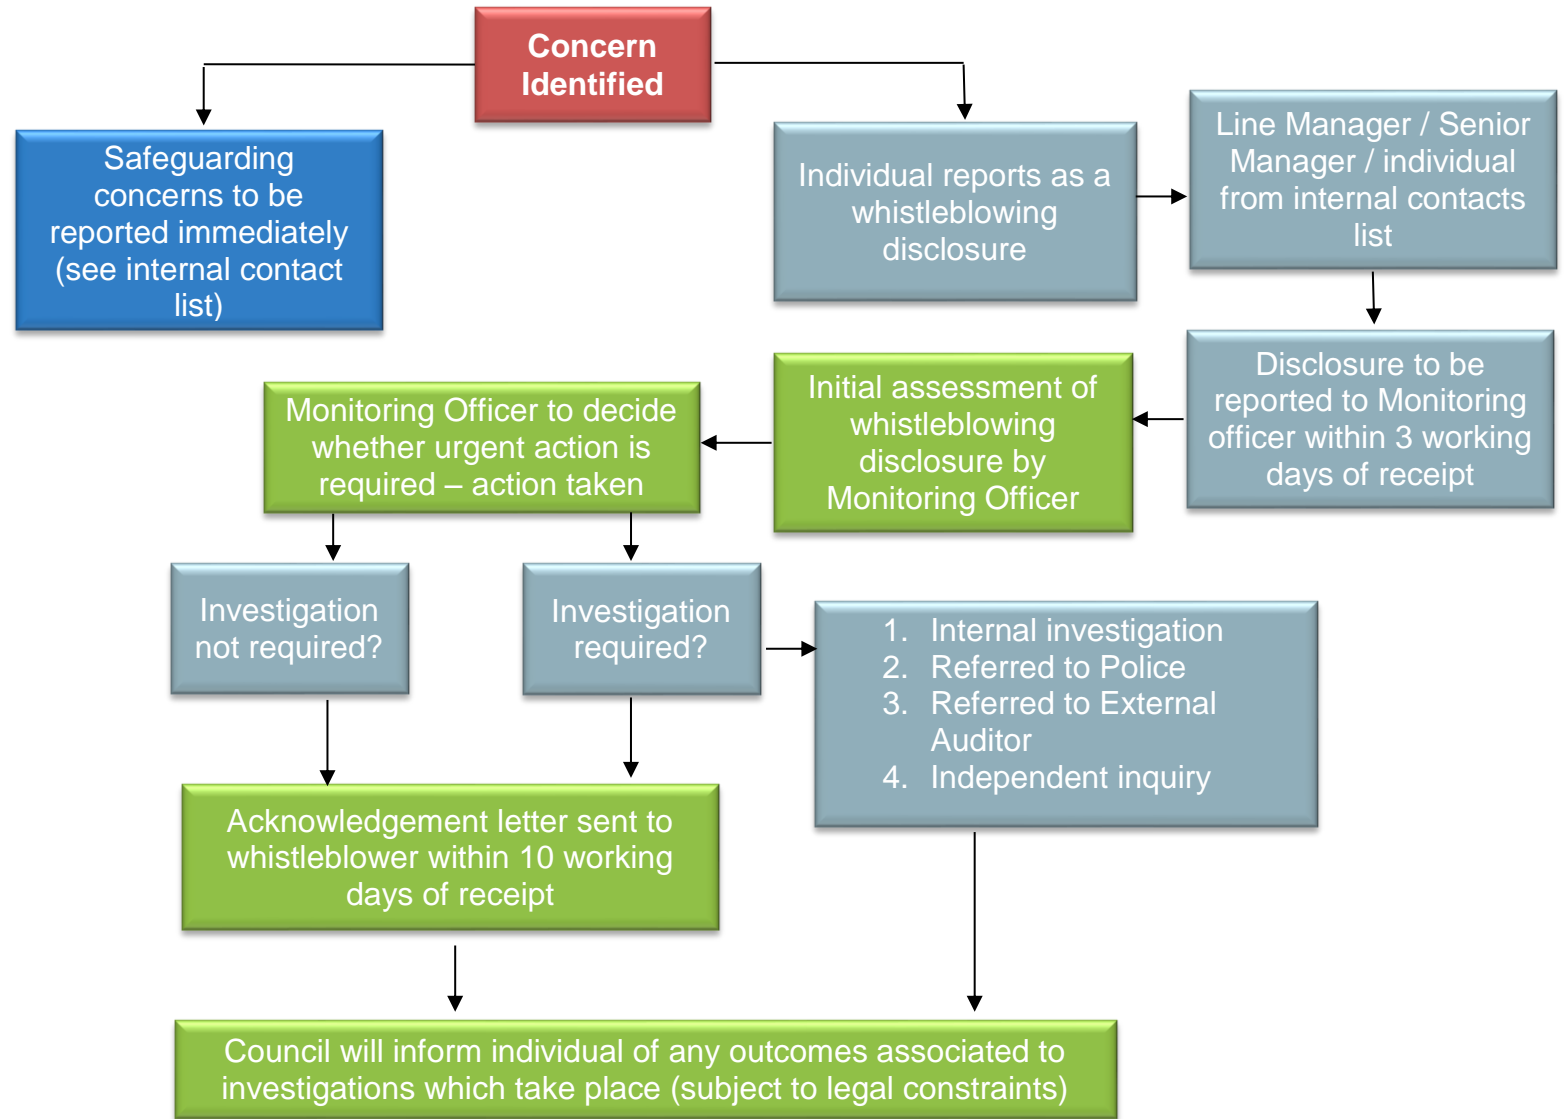 Concern
Identified
Safeguarding
concerns to be
reported immediately
(see internal contact
list)
Individual reports as a
whistleblowing
disclosure
Line Manager / Senior
Manager / individual
from internal contacts
list
Disclosure to be
reported to Monitoring
officer within 3 working
days of receipt
Initial assessment of
whistleblowing
disclosure by
Monitoring Officer
Monitoring Officer to decide
whether urgent action is
required – action taken
Investigation
not required?
Investigation
required?
1. Internal investigation
2. Referred to Police
3. Referred to External
Auditor
4. Independent inquiry
Acknowledgement letter sent to
whistleblower within 10 working
days of receipt
Council will inform individual of any outcomes associated to
investigations which take place (subject to legal constraints)